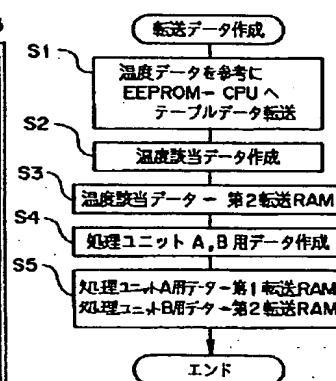 転送データ作成
S1
温度データを参考に
EEPROM－CPUへ
テーブルデータ転送
S2
温度該当データ作成
S3
温度該当データー第2転送RAM
S4
処理ユニットA,B用データ作成
S5
処理ユニットA用データー第1転送RAM
処理ユニットB用データー第2転送RAM
エンド